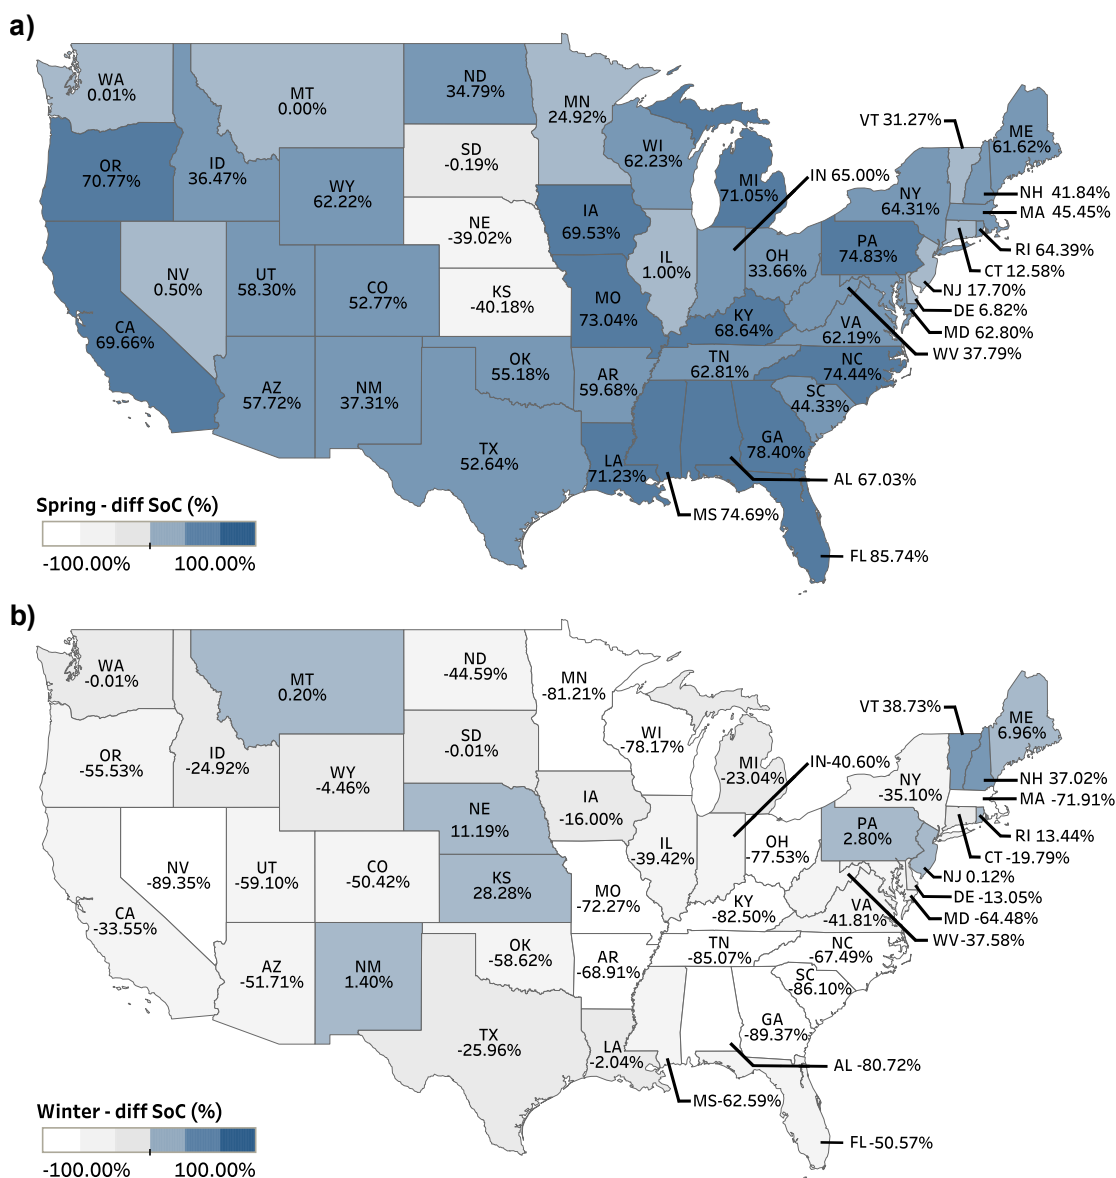 a)
WA
0.01%
MT
0.00%
ND
34.79%
MN
24.92%
SD
-0.19%
WI
62.23%
VT 31.27%
ME
61.62%
OR
70.77%
ID
36.47%
WY
62.22%
IA
69.53%
MI
71.05%
IN 65.00%
NY
64.31%
NH 41.84%
MA 45.45%
RI 64.39%
CT 12.58%
NJ 17.70%
DE 6.82%
MD 62.80%
WV 37.79%
NE
-39.02%
NV
0.50%
UT
58.30%
CO
52.77%
KS
-40.18%
IL
1.00%
OH
33.66%
PA
74.83%
CA
69.66%
MO
73.04%
KY
68.64%
VA
62.19%
AZ
57.72%
NM
37.31%
OK
55.18%
AR
59.68%
TN
62.81%
NC
74.44%
SC
44.33%
TX
52.64%
LA
71.23%
GA
78.40%
AL 67.03%
MS 74.69%
FL 85.74%
Spring - diff SoC (%)
-100.00% 100.00%
b)
WA
-0.01%
MT
0.20%
ND
-44.59%
MN
-81.21%
SD
-0.01%
WI
-78.17%
VT 38.73%
ME
6.96%
OR
-55.53%
ID
-24.92%
WY
-4.46%
IA
-16.00%
MI
-23.04%
IN-40.60%
NY
-35.10%
NH 37.02%
MA -71.91%
RI 13.44%
CT -19.79%
NJ 0.12%
DE -13.05%
MD -64.48%
WV-37.58%
NE
11.19%
NV
-89.35%
UT
-59.10%
CO
-50.42%
KS
28.28%
IL
-39.42%
OH
-77.53%
PA
2.80%
CA
-33.55%
MO
-72.27%
KY
-82.50%
VA
-41.81%
AZ
-51.71%
NM
1.40%
OK
-58.62%
AR
-68.91%
TN
-85.07%
NC
-67.49%
SC
-86.10%
TX
-25.96%
LA
-2.04%
GA
-89.37%
AL -80.72%
MS-62.59%
FL-50.57%
Winter - diff SoC (%)
-100.00% 100.00%